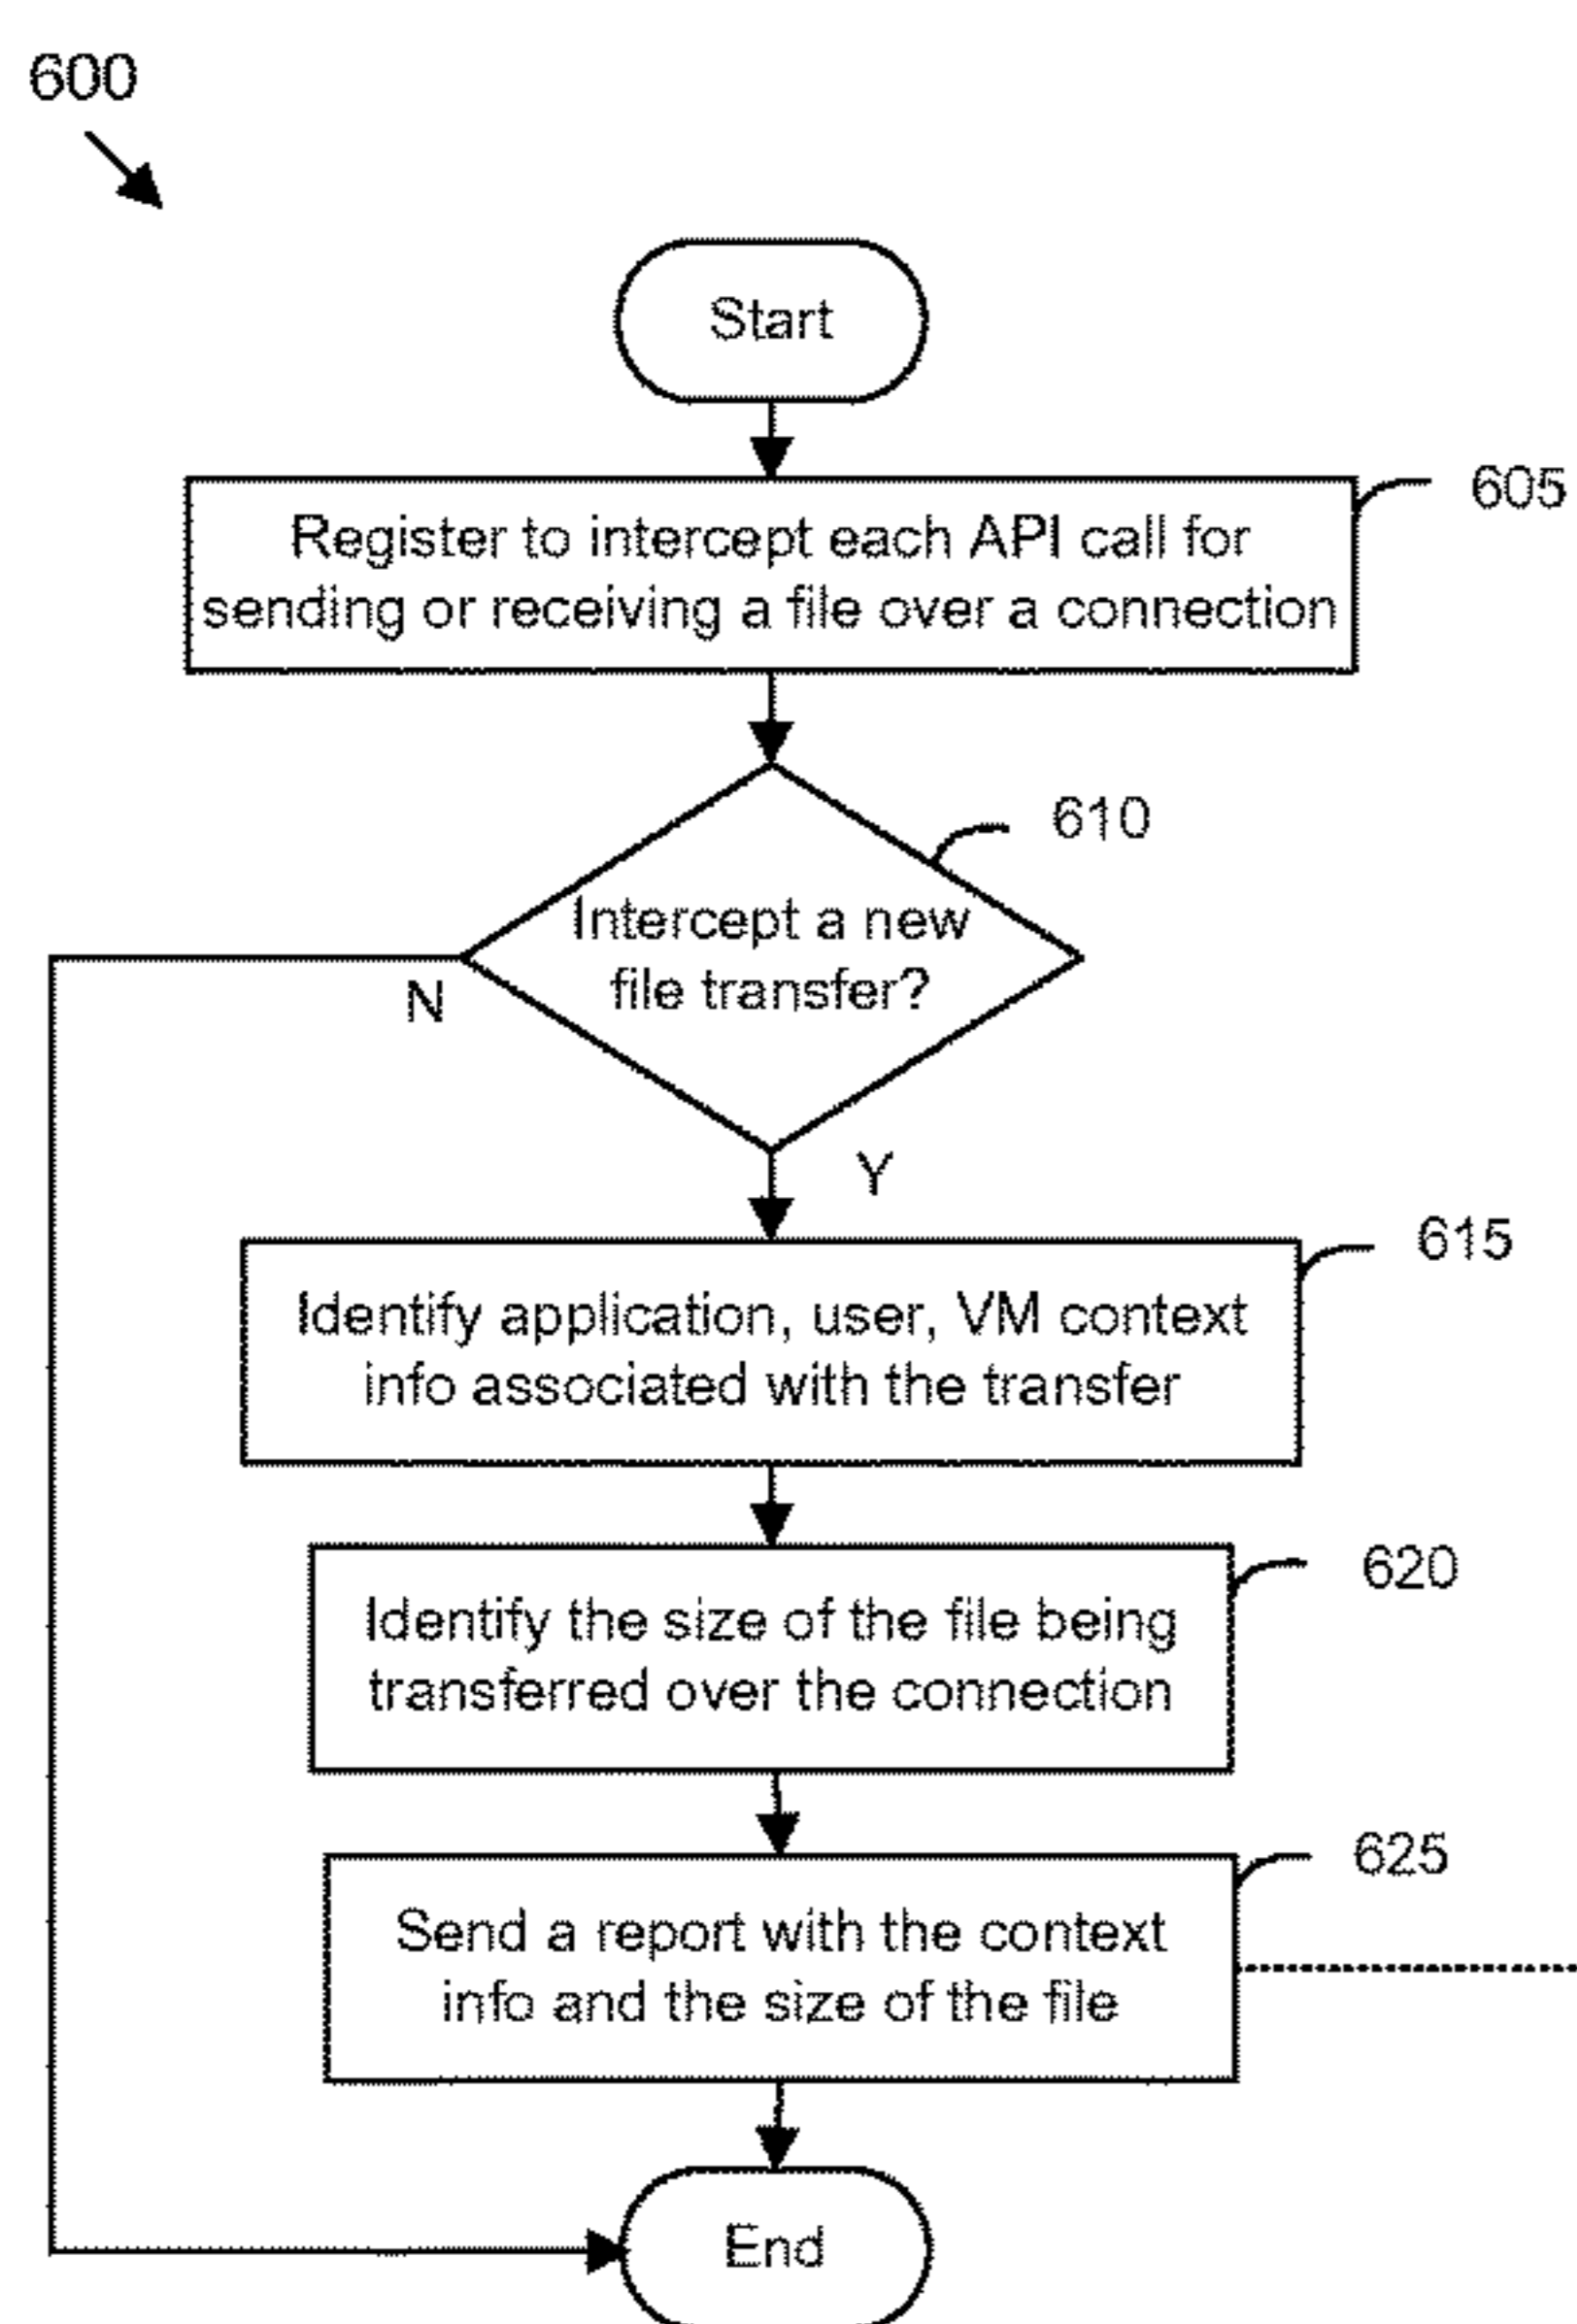 600
Start
605
Register to intercept each API call for
sending or receiving a file over a connection
610
Intercept a new
file transfer?
N
Y
615
Identify application, user, VM context
info associated with the transfer
620
Identify the size of the file being
transferred over the connection
625
Send a report with the context
info and the size of the file
End